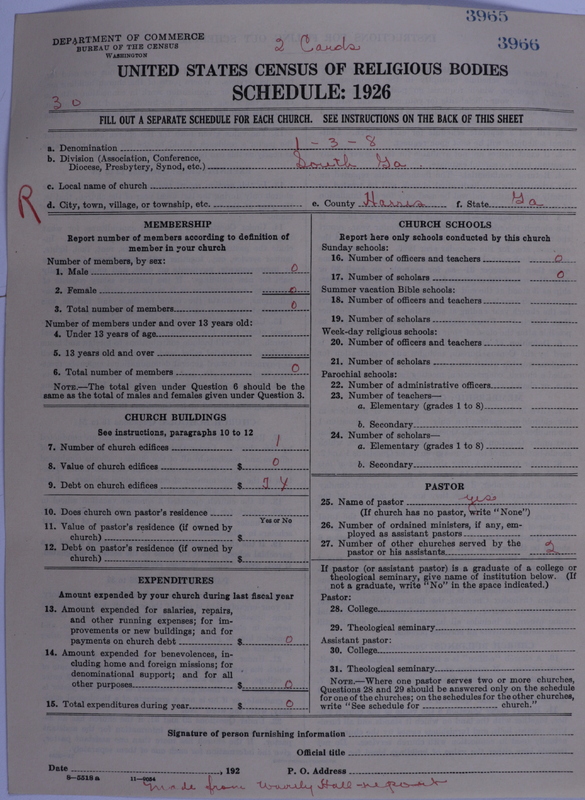 3965
DEPARTMENT OF COMMERCE
BUREAU OF THE CENSUS
WASHINGTON
2 Cards
3966
UNITED STATES CENSUS OF RELIGIOUS BODIES
SCHEDULE: 1926
30
FILL OUT A SEPARATE SCHEDULE FOR EACH CHURCH. SEE INSTRUCTIONS ON THE BACK OF THIS SHEET
a. Denomination 1-3-8
b. Division (Association, Conference, Diocese, Presbytery, Synod, etc.) South Ga.
c. Local name of church
R
d. City, town, village, or township, etc. e. County Harris f. State Ga
MEMBERSHIP
Report number of members according to definition of
member in your church
Number of members, by sex:
1. Male 0
2. Female 0
3. Total number of members 0
Number of members under and over 13 years old:
4. Under 13 years of age
5. 13 years old and over
6. Total number of members 0
NOTE.—The total given under Question 6 should be the
same as the total of males and females given under Question 3.
CHURCH BUILDINGS
See instructions, paragraphs 10 to 12
7. Number of church edifices 1
8. Value of church edifices $ 0
9. Debt on church edifices $
10. Does church own pastor's residence
Yes or No
11. Value of pastor's residence (if owned by
church) $
12. Debt on pastor's residence (if owned by
church) $
EXPENDITURES
Amount expended by your church during last fiscal year
13. Amount expended for salaries, repairs,
and other running expenses; for im-
provements or new buildings; and for
payments on church debt $ 0
14. Amount expended for benevolences, in-
cluding home and foreign missions; for
denominational support; and for all
other purposes $ 0
15. Total expenditures during year $ 0
CHURCH SCHOOLS
Report here only schools conducted by this church
Sunday schools:
16. Number of officers and teachers 0
17. Number of scholars 0
Summer vacation Bible schools:
18. Number of officers and teachers
19. Number of scholars
Week-day religious schools:
20. Number of officers and teachers
21. Number of scholars
Parochial schools:
22. Number of administrative officers
23. Number of teachers—
a. Elementary (grades 1 to 8)
b. Secondary
24. Number of scholars—
a. Elementary (grades 1 to 8)
b. Secondary
PASTOR
25. Name of pastor yes
(If church has no pastor, write "None")
26. Number of ordained ministers, if any, em-
ployed as assistant pastors
27. Number of other churches served by the
pastor or his assistants 2
If pastor (or assistant pastor) is a graduate of a college or
theological seminary, give name of institution below. (If
not a graduate, write "No" in the space indicated.)
Pastor:
28. College
29. Theological seminary
Assistant pastor:
30. College
31. Theological seminary
NOTE.—Where one pastor serves two or more churches,
Questions 28 and 29 should be answered only on the schedule
for one of the churches; on the schedules for the other churches,
write "See schedule for church."
Signature of person furnishing information
Official title
Date , 192 P. O. Address
8-5518 a 11-9034
Made from Waverly Hall report